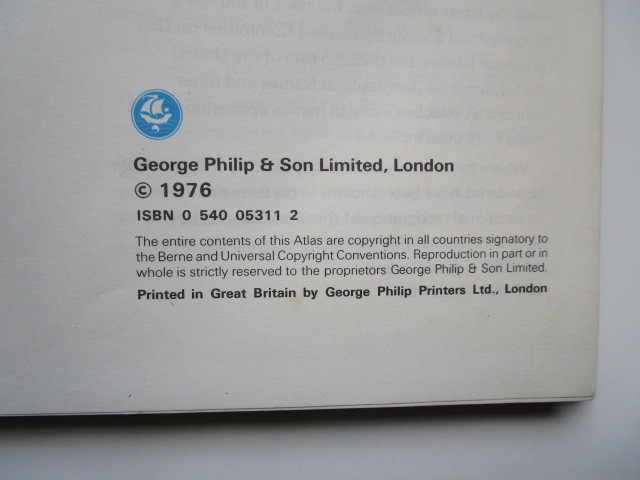 George Philip & Son Limited, London
© 1976
ISBN 0 540 05311 2
The entire contents of this Atlas are copyright in all countries signatory to
the Berne and Universal Copyright Conventions. Reproduction in part or in
whole is strictly reserved to the proprietors George Philip & Son Limited.
Printed in Great Britain by George Philip Printers Ltd., London